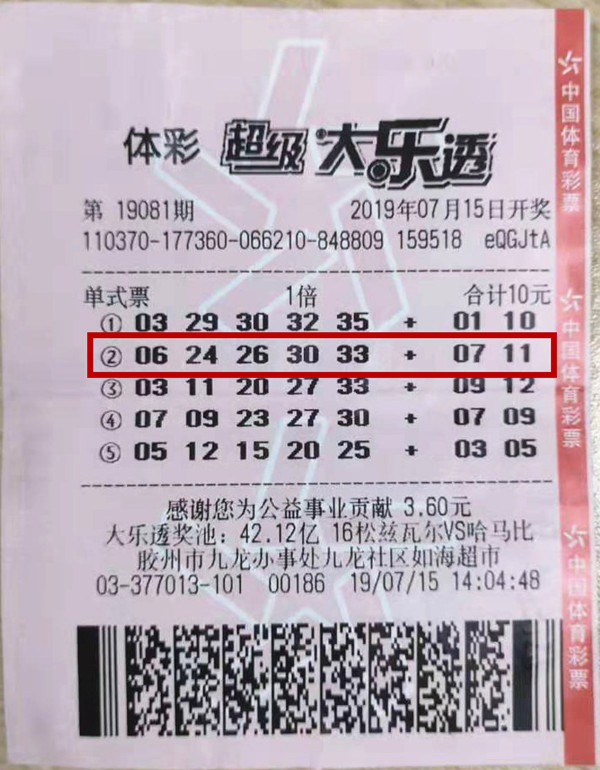 体彩 超级大乐透
第 19081期 2019年07月15日开奖
110370-177360-066210-848809 159518 eQGJtA
单式票 1倍 合计10元
① 03 29 30 32 35 + 01 10
② 06 24 26 30 33 + 07 11
③ 03 11 20 27 33 + 09 12
④ 07 09 23 27 30 + 07 09
⑤ 05 12 15 20 25 + 03 05
感谢您为公益事业贡献 3.60元
大乐透奖池：42.12亿 16松兹瓦尔VS哈马比
胶州市九龙办事处九龙社区如海超市
03-377013-101 00186 19/07/15 14:04:48
中国体育彩票
中国体育彩票
中国体育彩票